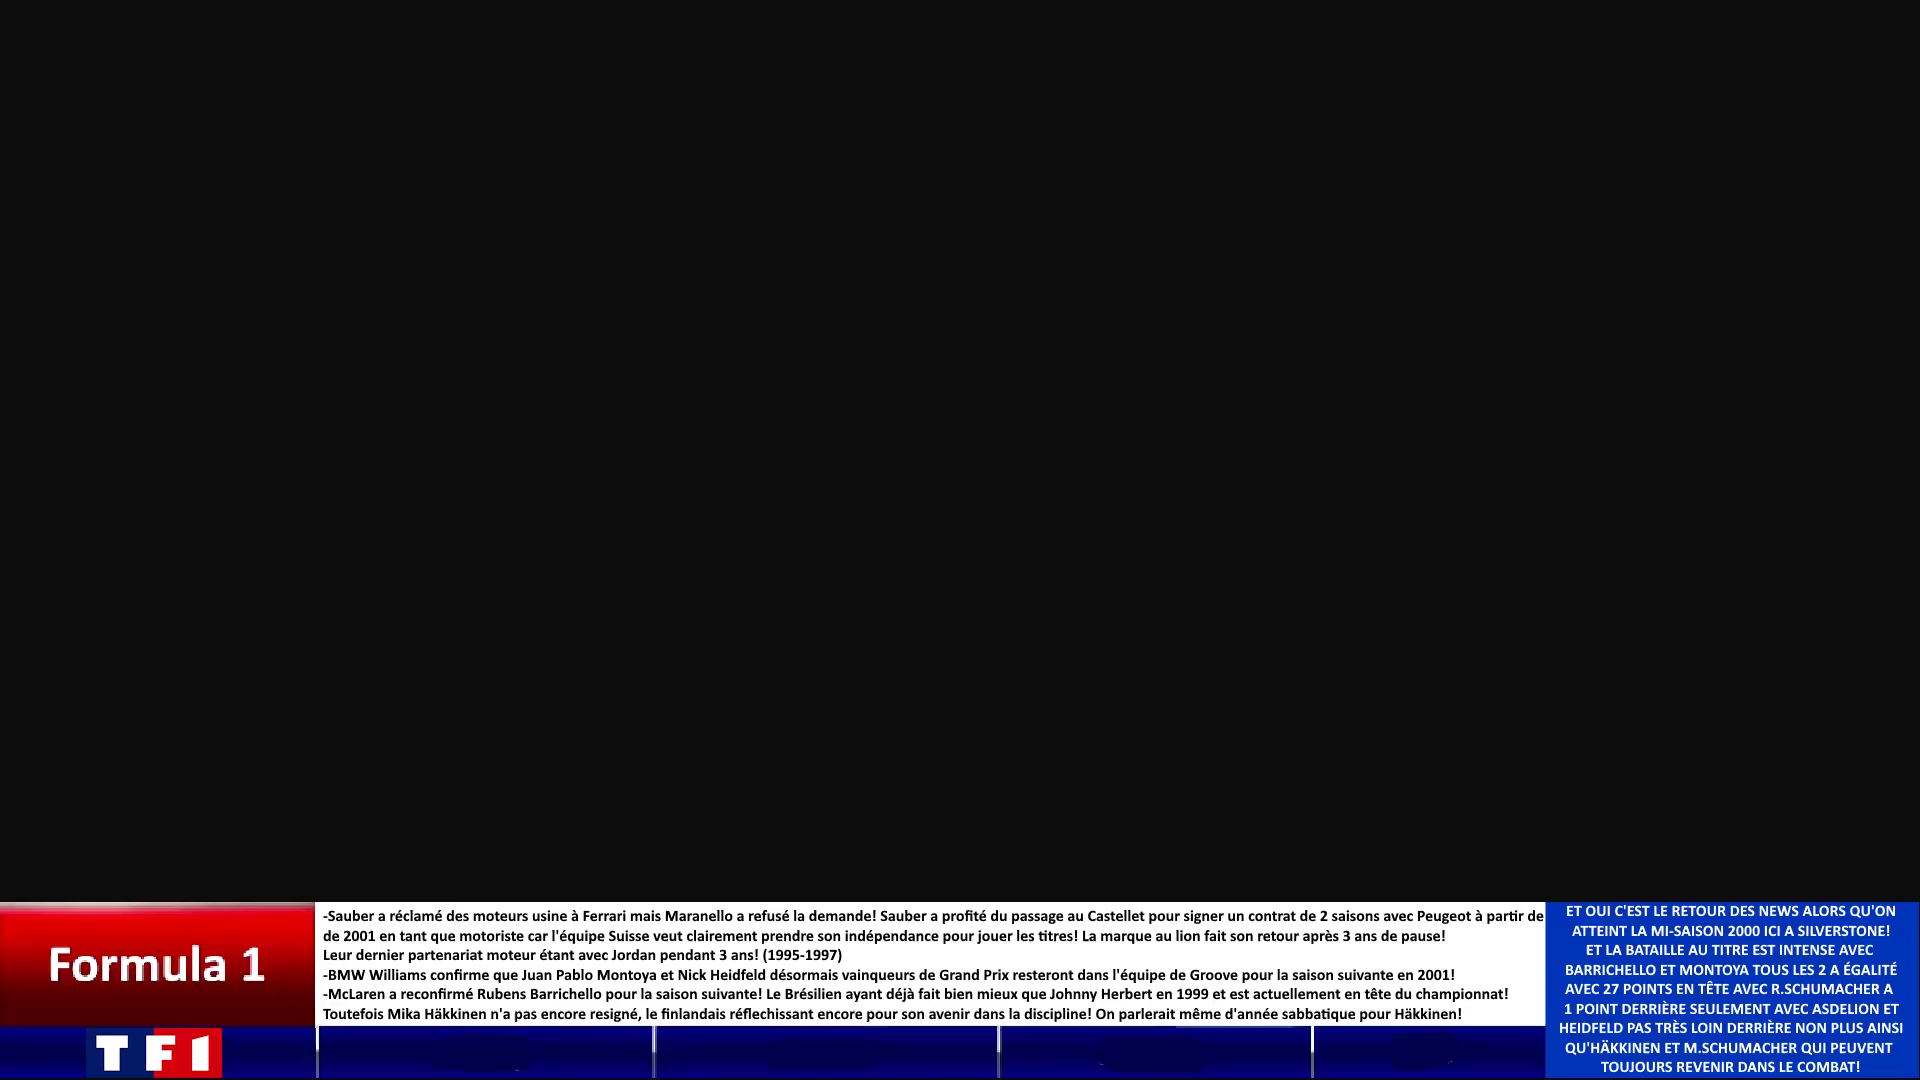 -Sauber a réclamé des moteurs usine à Ferrari mais Maranello a refusé la demande! Sauber a profité du passage au Castellet pour signer un contrat de 2 saisons avec Peugeot à partir de
de 2001 en tant que motoriste car l'équipe Suisse veut clairement prendre son indépendance pour jouer les titres! La marque au lion fait son retour après 3 ans de pause!
Leur dernier partenariat moteur étant avec Jordan pendant 3 ans! (1995-1997)
-BMW Williams confirme que Juan Pablo Montoya et Nick Heidfeld désormais vainqueurs de Grand Prix resteront dans l'équipe de Groove pour la saison suivante en 2001!
-McLaren a reconfirmé Rubens Barrichello pour la saison suivante! Le Brésilien ayant déjà fait bien mieux que Johnny Herbert en 1999 et est actuellement en tête du championnat!
Toutefois Mika Häkkinen n'a pas encore resigné, le finlandais réflechissant encore pour son avenir dans la discipline! On parlerait même d'année sabbatique pour Häkkinen!
Formula 1
TF1
ET OUI C'EST LE RETOUR DES NEWS ALORS QU'ON
ATTEINT LA MI-SAISON 2000 ICI A SILVERSTONE!
ET LA BATAILLE AU TITRE EST INTENSE AVEC
BARRICHELLO ET MONTOYA TOUS LES 2 A ÉGALITÉ
AVEC 27 POINTS EN TÊTE AVEC R.SCHUMACHER A
1 POINT DERRIÈRE SEULEMENT AVEC ASDELION ET
HEIDFELD PAS TRÈS LOIN DERRIÈRE NON PLUS AINSI
QU'HÄKKINEN ET M.SCHUMACHER QUI PEUVENT
TOUJOURS REVENIR DANS LE COMBAT!